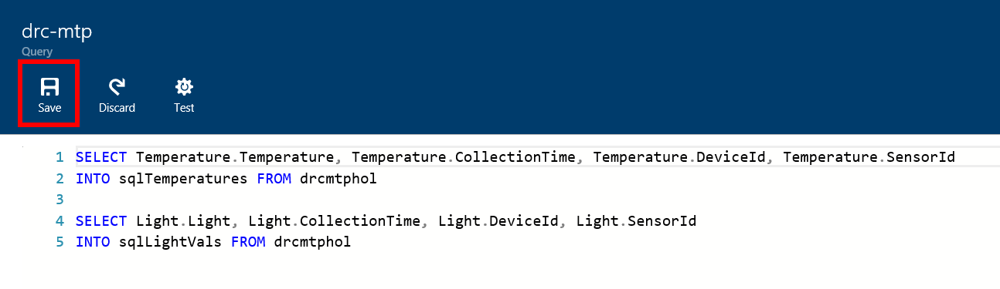 drc-mtp
Query
Save Discard Test
1 SELECT Temperature.Temperature, Temperature.CollectionTime, Temperature.DeviceId, Temperature.SensorId
2 INTO sqlTemperatures FROM drcmtphol
3
4 SELECT Light.Light, Light.CollectionTime, Light.DeviceId, Light.SensorId
5 INTO sqlLightVals FROM drcmtphol